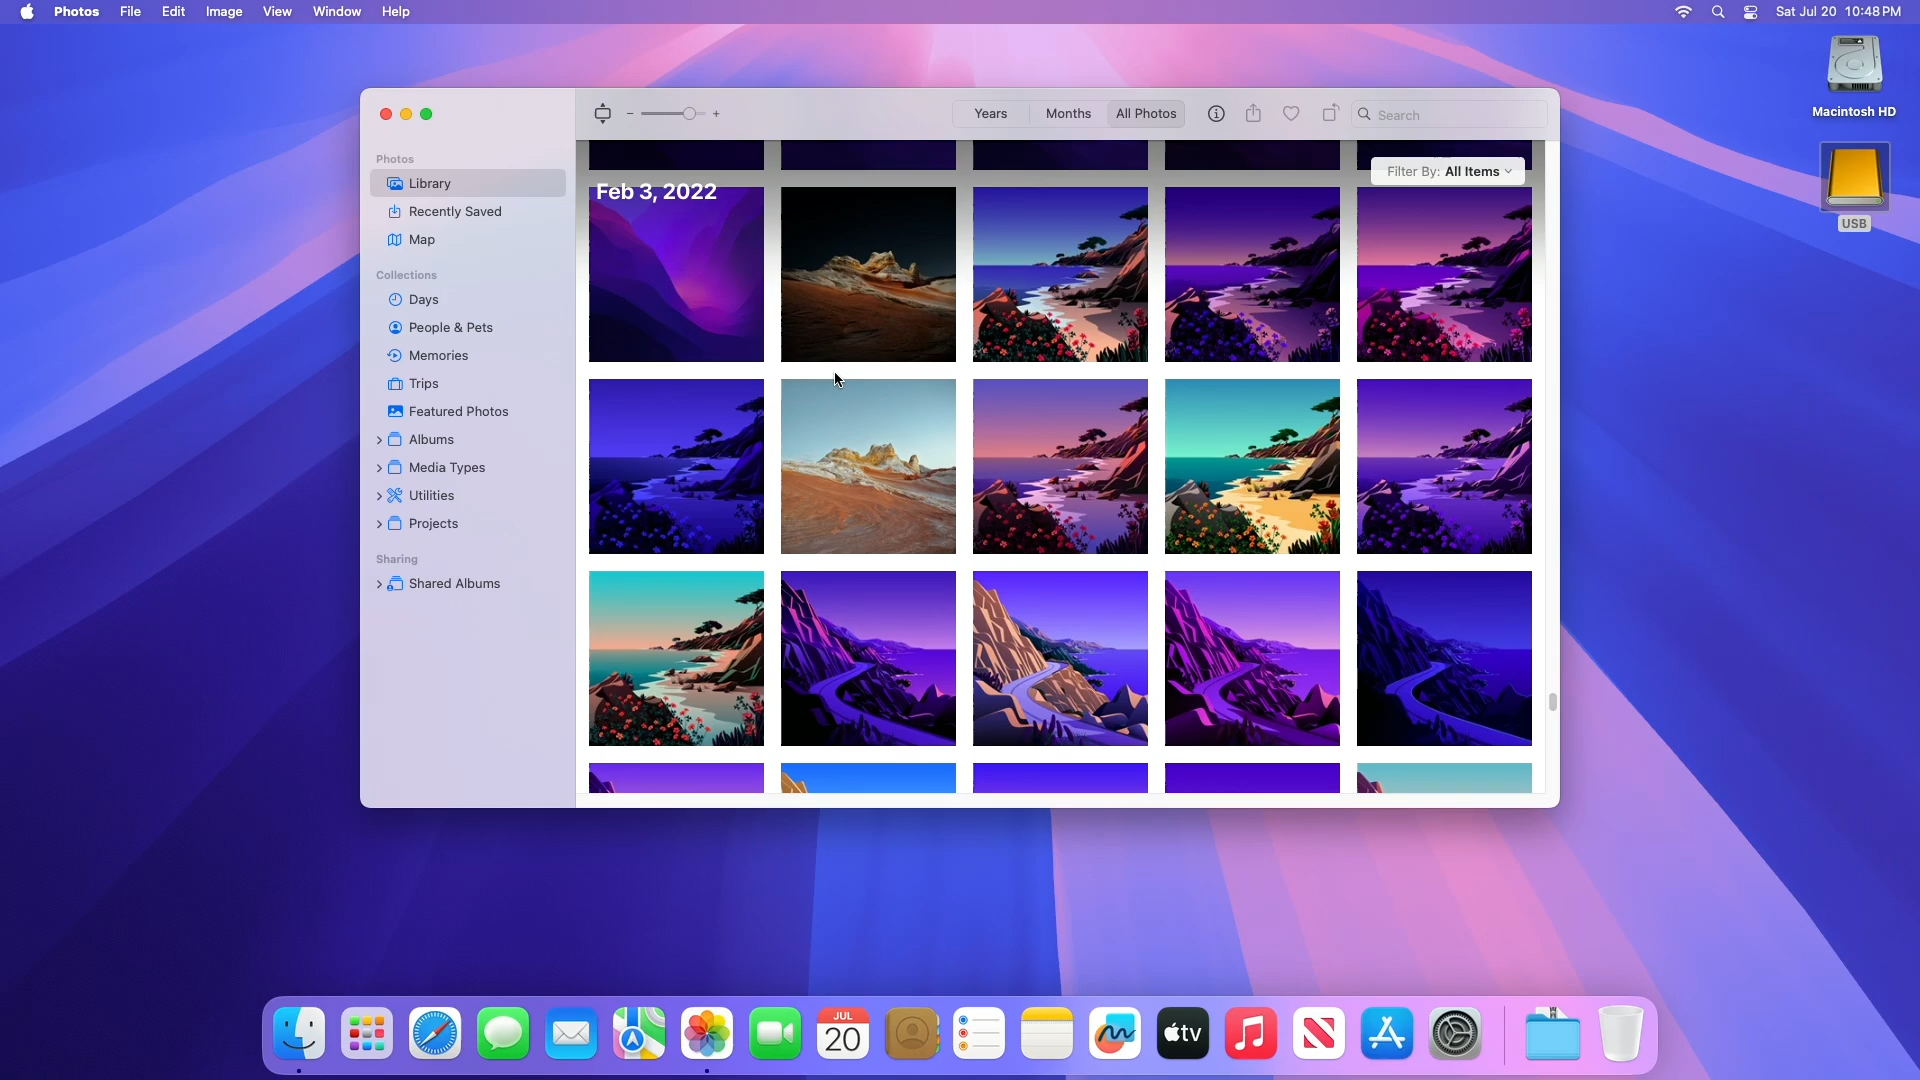 Photos File Edit Image View Window Help
Sat Jul 20 10:48 PM
Macintosh HD
USB
Years Months All Photos
Search
Photos
Library
Recently Saved
Map
Collections
Days
People & Pets
Memories
Trips
Featured Photos
Albums
Media Types
Utilities
Projects
Sharing
Shared Albums
Feb 3, 2022
Filter By: All Items
JUL
20
tv